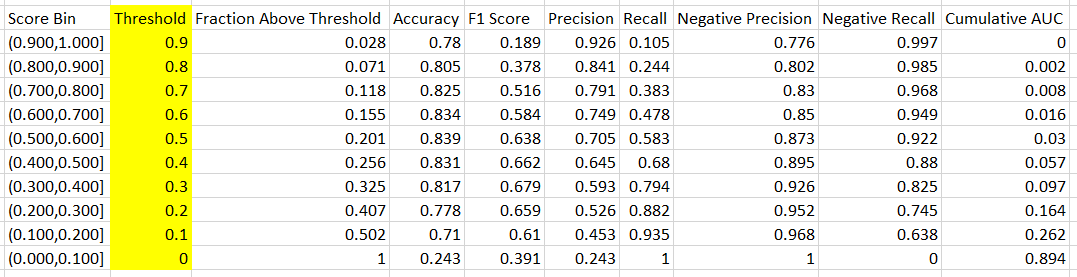 Score Bin Threshold Fraction Above Threshold Accuracy F1 Score Precision Recall Negative Precision Negative Recall Cumulative AUC
(0.900,1.000] 0.9 0.028 0.78 0.189 0.926 0.105 0.776 0.997 0
(0.800,0.900] 0.8 0.071 0.805 0.378 0.841 0.244 0.802 0.985 0.002
(0.700,0.800] 0.7 0.118 0.825 0.516 0.791 0.383 0.83 0.968 0.008
(0.600,0.700] 0.6 0.155 0.834 0.584 0.749 0.478 0.85 0.949 0.016
(0.500,0.600] 0.5 0.201 0.839 0.638 0.705 0.583 0.873 0.922 0.03
(0.400,0.500] 0.4 0.256 0.831 0.662 0.645 0.68 0.895 0.88 0.057
(0.300,0.400] 0.3 0.325 0.817 0.679 0.593 0.794 0.926 0.825 0.097
(0.200,0.300] 0.2 0.407 0.778 0.659 0.526 0.882 0.952 0.745 0.164
(0.100,0.200] 0.1 0.502 0.71 0.61 0.453 0.935 0.968 0.638 0.262
(0.000,0.100] 0 1 0.243 0.391 0.243 1 1 0 0.894